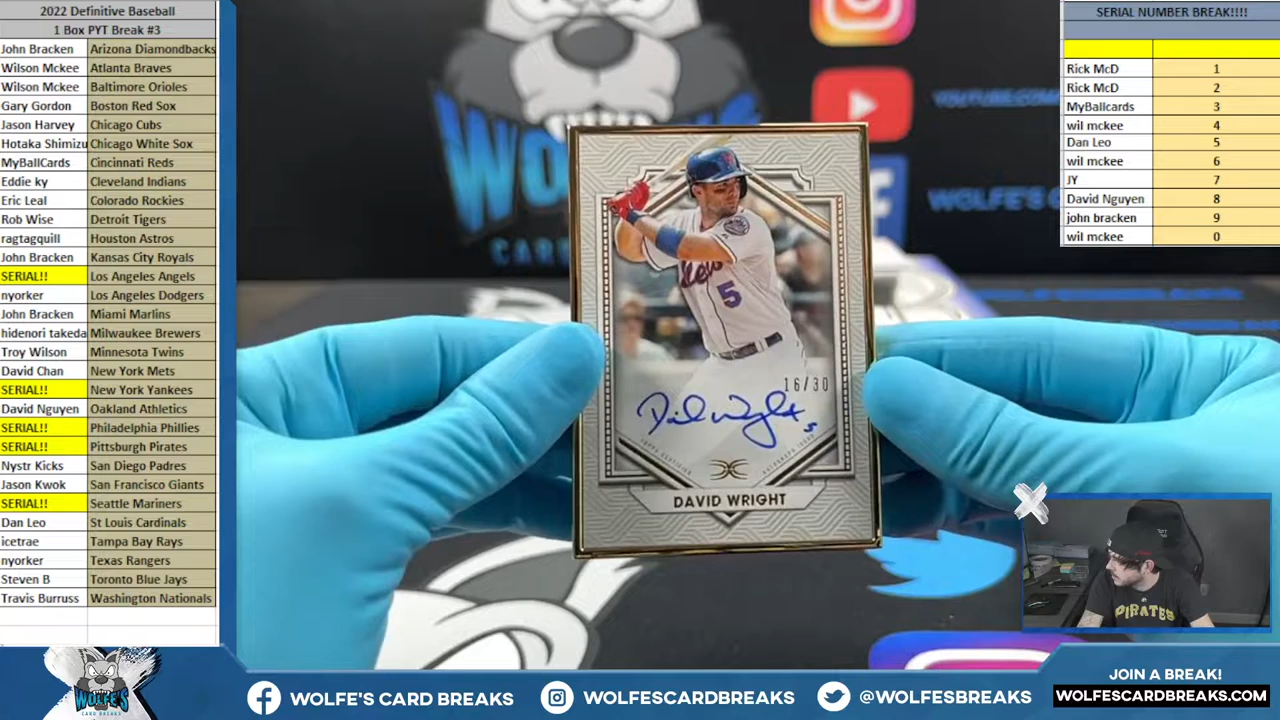 2022 Definitive Baseball
1 Box PYT Break #3
John Bracken Arizona Diamondbacks
Wilson Mckee Atlanta Braves
Wilson Mckee Baltimore Orioles
Gary Gordon Boston Red Sox
Jason Harvey Chicago Cubs
Hotaka Shimizu Chicago White Sox
MyBallCards Cincinnati Reds
Eddie ky Cleveland Indians
Eric Leal Colorado Rockies
Rob Wise Detroit Tigers
ragtagquill Houston Astros
John Bracken Kansas City Royals
SERIAL!! Los Angeles Angels
nyorker Los Angeles Dodgers
John Bracken Miami Marlins
hidenori takeda Milwaukee Brewers
Troy Wilson Minnesota Twins
David Chan New York Mets
SERIAL!! New York Yankees
David Nguyen Oakland Athletics
SERIAL!! Philadelphia Phillies
SERIAL!! Pittsburgh Pirates
Nystr Kicks San Diego Padres
Jason Kwok San Francisco Giants
SERIAL!! Seattle Mariners
Dan Leo St Louis Cardinals
icetrae Tampa Bay Rays
nyorker Texas Rangers
Steven B Toronto Blue Jays
Travis Burruss Washington Nationals
SERIAL NUMBER BREAK!!!!
Rick McD 1
Rick McD 2
MyBallcards 3
wil mckee 4
Dan Leo 5
wil mckee 6
JY 7
David Nguyen 8
john bracken 9
wil mckee 0
YOUTUBE.COM
WOLFE'S
5
16/30
David Wright 5
DAVID WRIGHT
PIRATES
WOLFE'S
CARD BREAKS
WOLFE'S CARD BREAKS
WOLFESCARDBREAKS
@WOLFESBREAKS
JOIN A BREAK!
WOLFESCARDBREAKS.COM